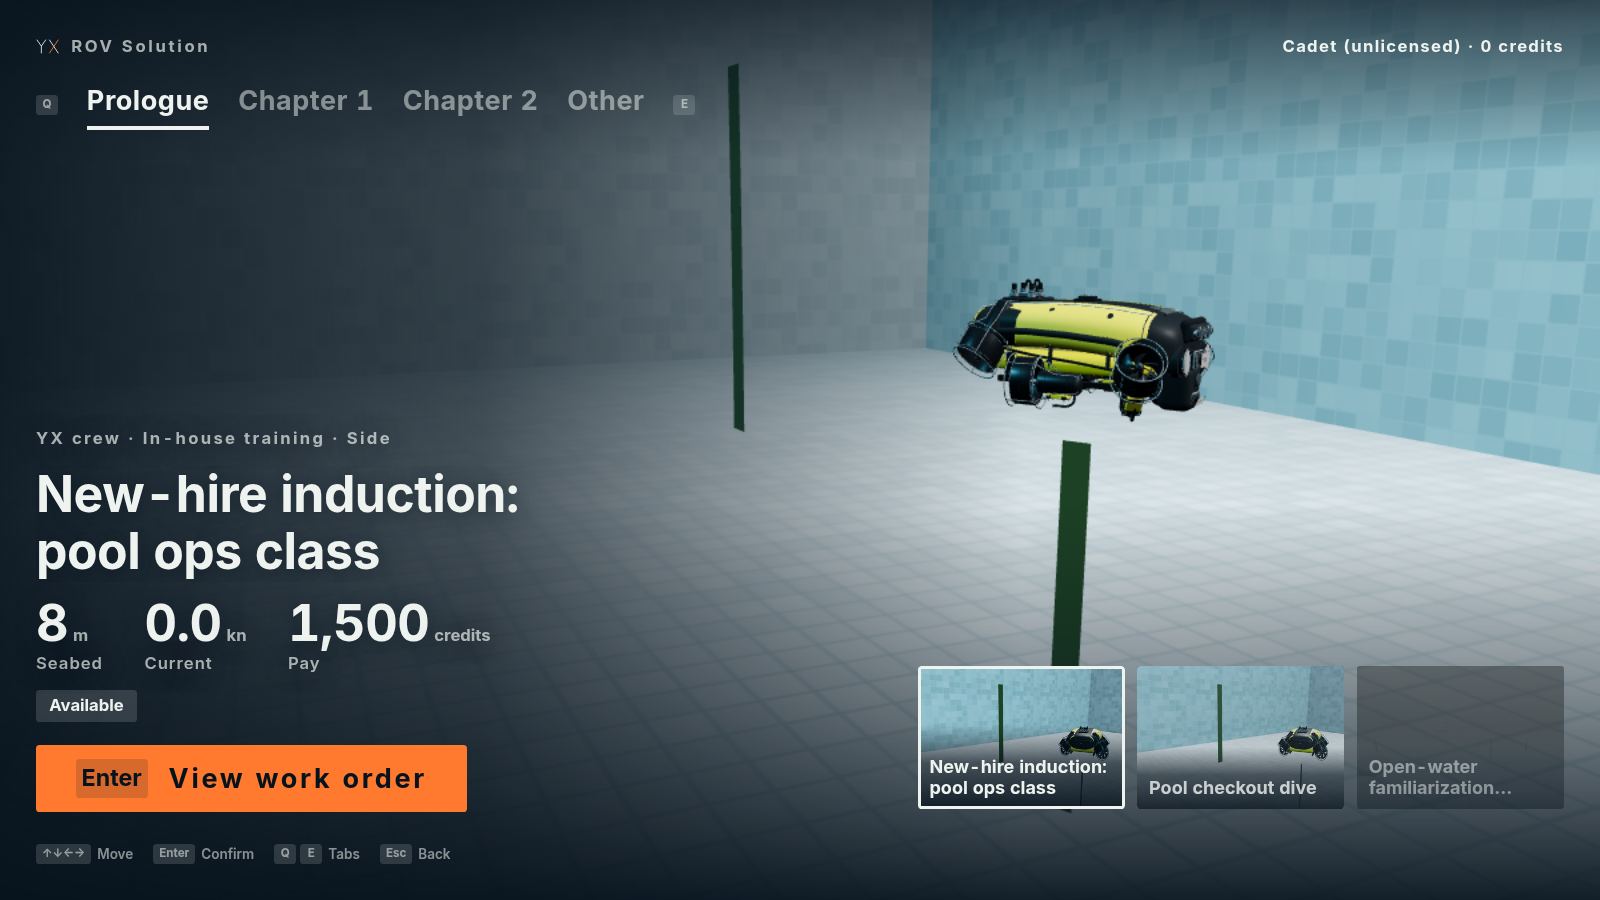 YX ROV Solution
Cadet (unlicensed) · 0 credits
Q Prologue Chapter 1 Chapter 2 Other E
YX crew · In-house training · Side
New-hire induction:
pool ops class
8 m 0.0 kn 1,500 credits
Seabed Current Pay
Available
Enter View work order
New-hire induction:
pool ops class
Pool checkout dive
Open-water
familiarization...
↑↓←→ Move Enter Confirm Q E Tabs Esc Back